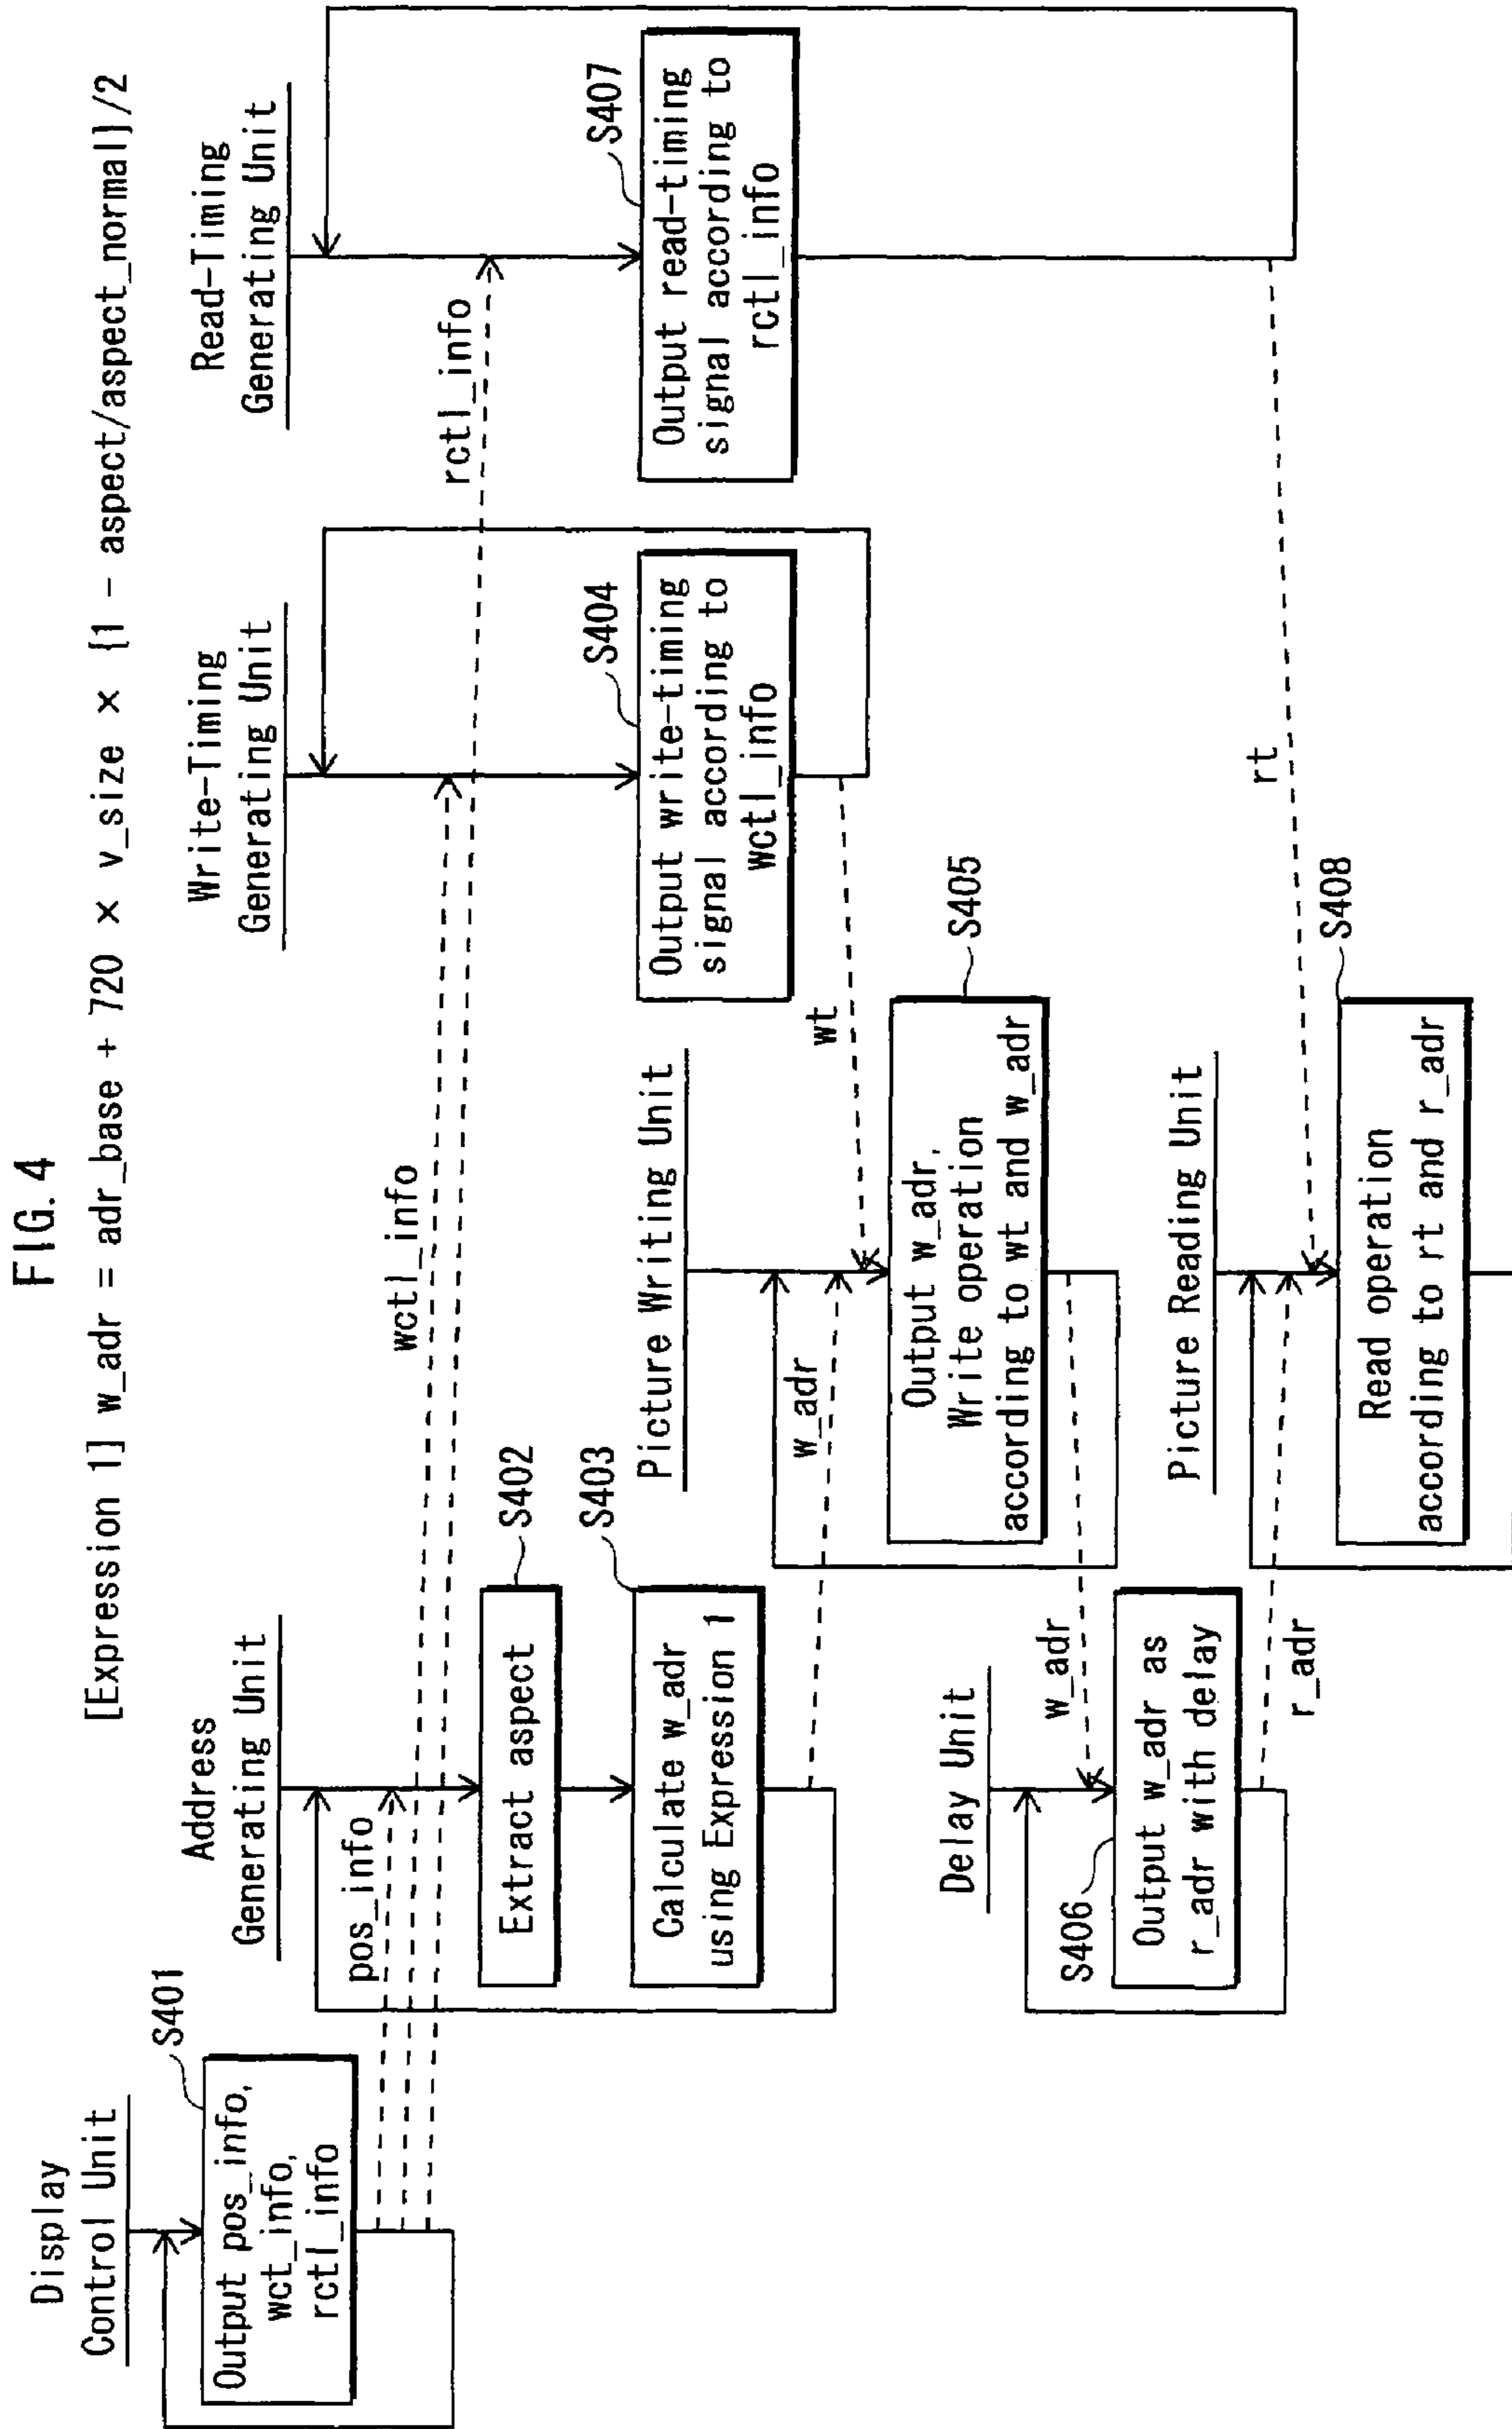 FIG. 4
[Expression 1] w_adr = adr_base + 720 × v_size × {1 - aspect/aspect_normal}/2
Display
Control Unit
S401
Output pos_info,
wct_info,
rctl_info
Address
Generating Unit
pos_info
S402
Extract aspect
S403
Calculate w_adr
using Expression 1
wctl_info
Write-Timing
Generating Unit
S404
Output write-timing
signal according to
wctl_info
rctl_info
Read-Timing
Generating Unit
S407
Output read-timing
signal according to
rctl_info
Picture Writing Unit
w_adr
wt
S405
Output w_adr,
Write operation
according to wt and w_adr
Delay Unit
w_adr
S406
Output w_adr as
r_adr with delay
r_adr
Picture Reading Unit
rt
S408
Read operation
according to rt and r_adr